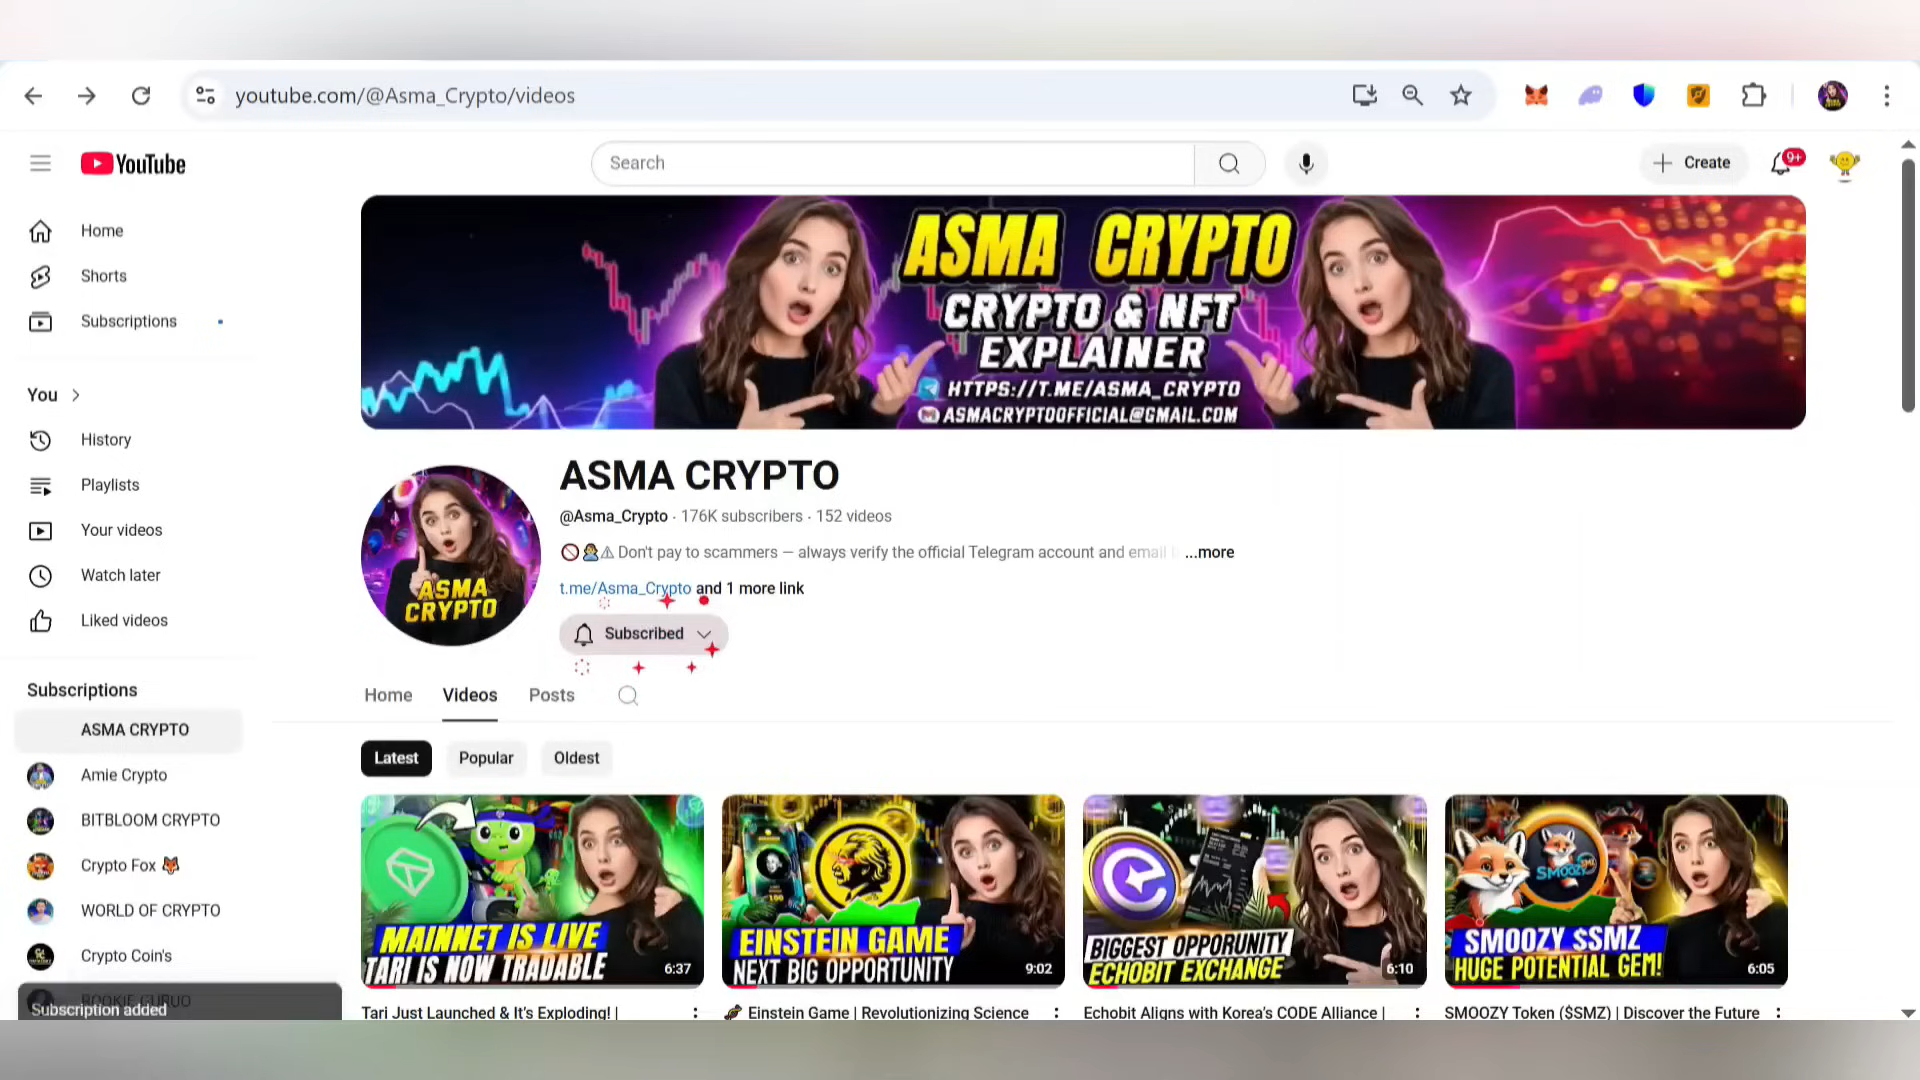 youtube.com/@Asma_Crypto/videos
YouTube
Search
Create
9+
Home
Shorts
Subscriptions
You
History
Playlists
Your videos
Watch later
Liked videos
Subscriptions
ASMA CRYPTO
Amie Crypto
BITBLOOM CRYPTO
Crypto Fox 🦊
WORLD OF CRYPTO
Crypto Coin's
ROOKIE GURUO
Subscription added
ASMA CRYPTO
CRYPTO & NFT
EXPLAINER
HTTPS://T.ME/ASMA_CRYPTO
ASMACRYPTOOFFICIAL@GMAIL.COM
ASMA
CRYPTO
ASMA CRYPTO
@Asma_Crypto · 176K subscribers · 152 videos
🚫🙅⚠ Don't pay to scammers — always verify the official Telegram account and email ...more
t.me/Asma_Crypto and 1 more link
Subscribed
Home Videos Posts
Latest Popular Oldest
MAINNET IS LIVE
TARI IS NOW TRADABLE
6:37
EINSTEIN GAME
NEXT BIG OPPORTUNITY
9:02
BIGGEST OPPORUNITY
ECHOBIT EXCHANGE
6:10
SMOOZY
SMOOZY $SSMZ
HUGE POTENTIAL GEM!
6:05
Tari Just Launched & It's Exploding! |
Einstein Game | Revolutionizing Science
Echobit Aligns with Korea's CODE Alliance |
SMOOZY Token ($SMZ) | Discover the Future